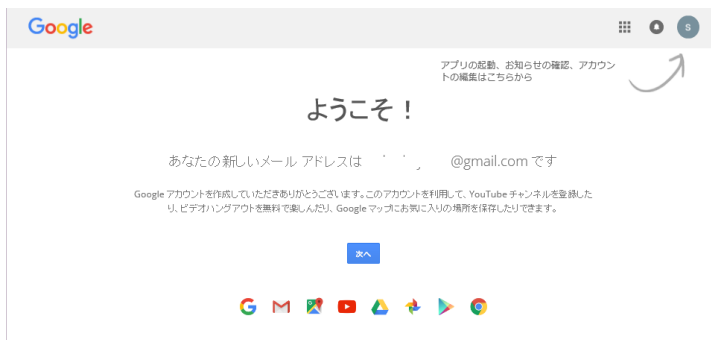 Google
S
アプリの起動、お知らせの確認、アカウン
トの編集はこちらから
ようこそ！
あなたの新しいメール アドレスは @gmail.com です
Google アカウントを作成していただきありがとうございます。このアカウントを利用して、YouTube チャンネルを登録した
り、ビデオハングアウトを無料で楽しんだり、Google マップにお気に入りの場所を保存したりできます。
次へ